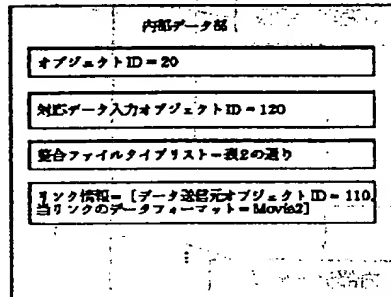 内部データ部
オブジェクトID=20
対応データ入力オブジェクトID=120
整合ファイルタイプリスト=表2の通り
リンク情報=[データ送信元オブジェクトID=110,
当リンクのデータフォーマット=Movie2]